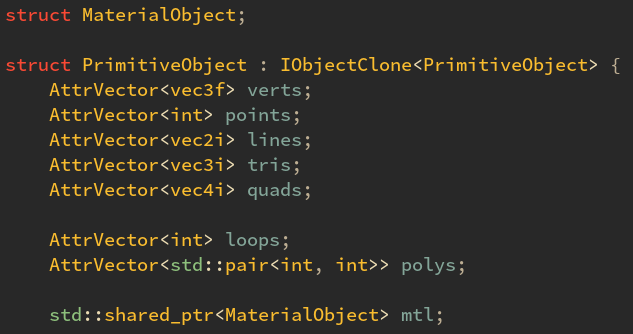 struct MaterialObject;
struct PrimitiveObject : IObjectClone<PrimitiveObject> {
    AttrVector<vec3f> verts;
    AttrVector<int> points;
    AttrVector<vec2i> lines;
    AttrVector<vec3i> tris;
    AttrVector<vec4i> quads;
    AttrVector<int> loops;
    AttrVector<std::pair<int, int>> polys;
    std::shared_ptr<MaterialObject> mtl;